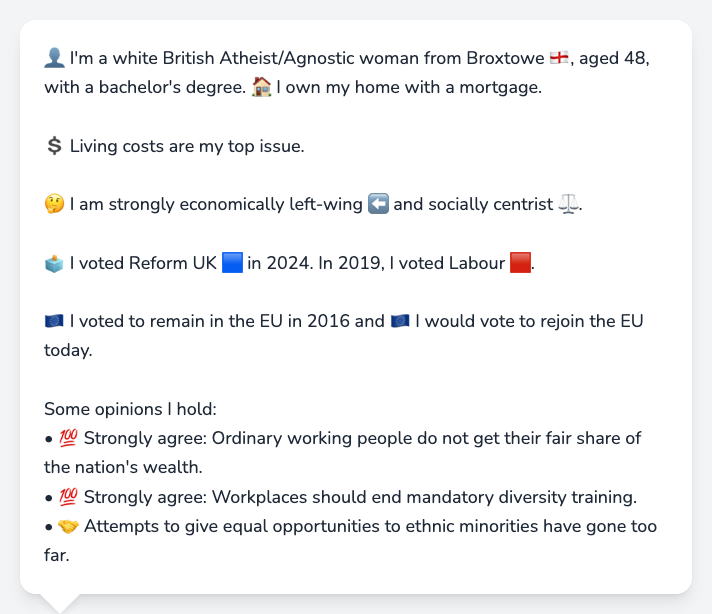 👤 I'm a white British Atheist/Agnostic woman from Broxtowe 🏴󠁧󠁢󠁥󠁮󠁧󠁿, aged 48,
with a bachelor's degree. 🏠 I own my home with a mortgage.
💲 Living costs are my top issue.
🤔 I am strongly economically left-wing ⬅️ and socially centrist ⚖️.
🗳️ I voted Reform UK 🟦 in 2024. In 2019, I voted Labour 🟥.
🇪🇺 I voted to remain in the EU in 2016 and 🇪🇺 I would vote to rejoin the EU
today.
Some opinions I hold:
• 💯 Strongly agree: Ordinary working people do not get their fair share of
the nation's wealth.
• 💯 Strongly agree: Workplaces should end mandatory diversity training.
• 🤝 Attempts to give equal opportunities to ethnic minorities have gone too
far.